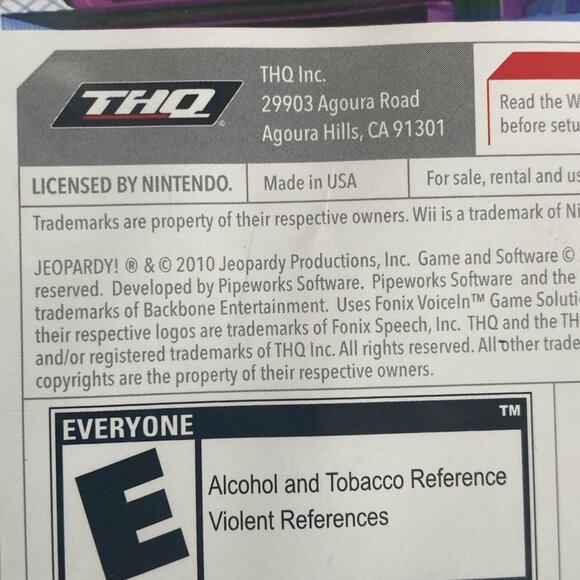 THQ
THQ Inc.
29903 Agoura Road
Agoura Hills, CA 91301
Read the W
before setu
LICENSED BY NINTENDO.
Made in USA
For sale, rental and us
Trademarks are property of their respective owners. Wii is a trademark of Ni
JEOPARDY! ® & © 2010 Jeopardy Productions, Inc. Game and Software ©
reserved. Developed by Pipeworks Software. Pipeworks Software and the
trademarks of Backbone Entertainment. Uses Fonix VoiceIn™ Game Soluti
their respective logos are trademarks of Fonix Speech, Inc. THQ and the TH
and/or registered trademarks of THQ Inc. All rights reserved. All other trade
copyrights are the property of their respective owners.
EVERYONE
TM
E
Alcohol and Tobacco Reference
Violent References